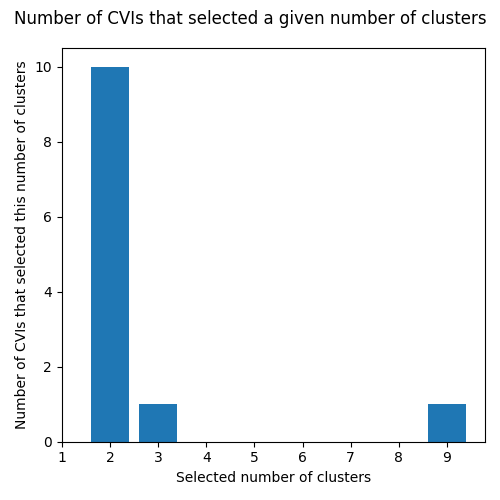 Number of CVIs that selected a given number of clusters
Number of CVIs that selected this number of clusters
10
8
6
4
2
0
1 2 3 4 5 6 7 8 9
Selected number of clusters